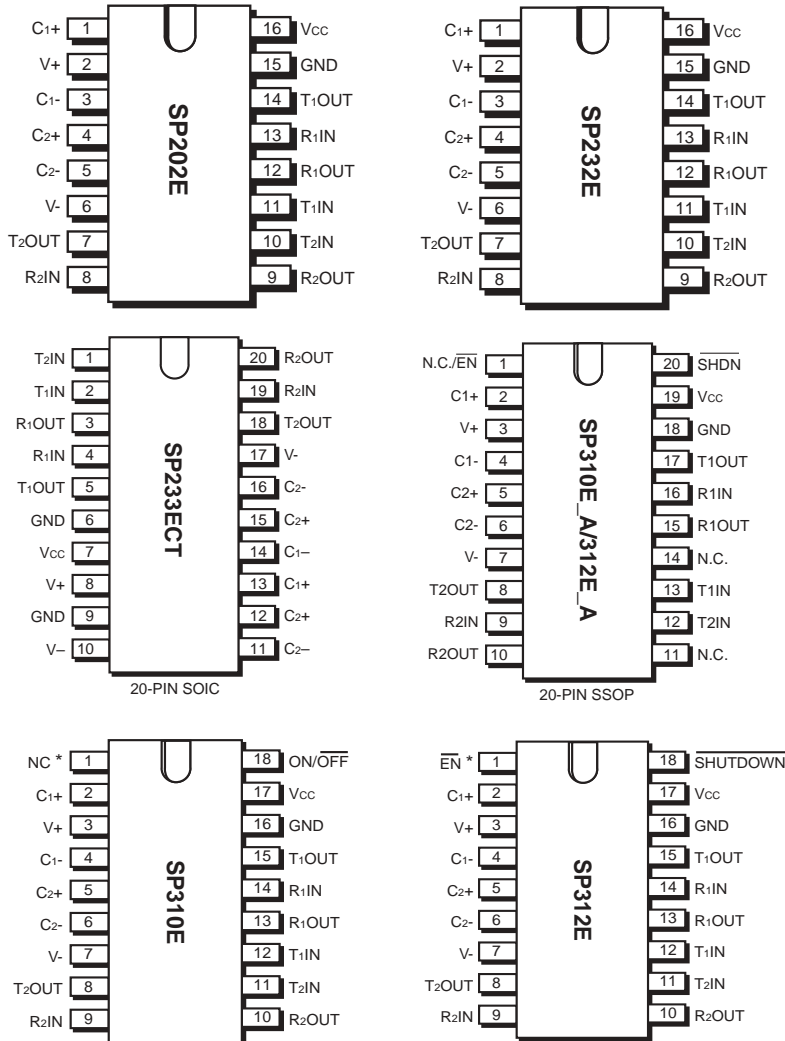 C1+ 1 16 Vcc
V+ 2 15 GND
C1- 3 14 T1OUT
C2+ 4 13 R1IN
C2- 5 12 R1OUT
V- 6 11 T1IN
T2OUT 7 10 T2IN
R2IN 8 9 R2OUT
SP202E
C1+ 1 16 Vcc
V+ 2 15 GND
C1- 3 14 T1OUT
C2+ 4 13 R1IN
C2- 5 12 R1OUT
V- 6 11 T1IN
T2OUT 7 10 T2IN
R2IN 8 9 R2OUT
SP232E
T2IN 1 20 R2OUT
T1IN 2 19 R2IN
R1OUT 3 18 T2OUT
R1IN 4 17 V-
T1OUT 5 16 C2-
GND 6 15 C2+
Vcc 7 14 C1–
V+ 8 13 C1+
GND 9 12 C2+
V– 10 11 C2–
SP233ECT
20-PIN SOIC
N.C./EN 1 20 SHDN
C1+ 2 19 Vcc
V+ 3 18 GND
C1- 4 17 T1OUT
C2+ 5 16 R1IN
C2- 6 15 R1OUT
V- 7 14 N.C.
T2OUT 8 13 T1IN
R2IN 9 12 T2IN
R2OUT 10 11 N.C.
SP310E_A/312E_A
20-PIN SSOP
NC * 1 18 ON/OFF
C1+ 2 17 Vcc
V+ 3 16 GND
C1- 4 15 T1OUT
C2+ 5 14 R1IN
C2- 6 13 R1OUT
V- 7 12 T1IN
T2OUT 8 11 T2IN
R2IN 9 10 R2OUT
SP310E
EN * 1 18 SHUTDOWN
C1+ 2 17 Vcc
V+ 3 16 GND
C1- 4 15 T1OUT
C2+ 5 14 R1IN
C2- 6 13 R1OUT
V- 7 12 T1IN
T2OUT 8 11 T2IN
R2IN 9 10 R2OUT
SP312E